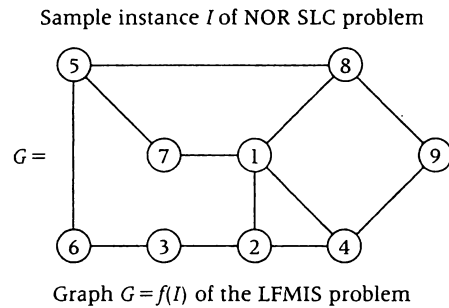 Sample instance I of NOR SLC problem
5 8
G = 7 1 9
6 3 2 4
Graph G = f(I) of the LFMIS problem